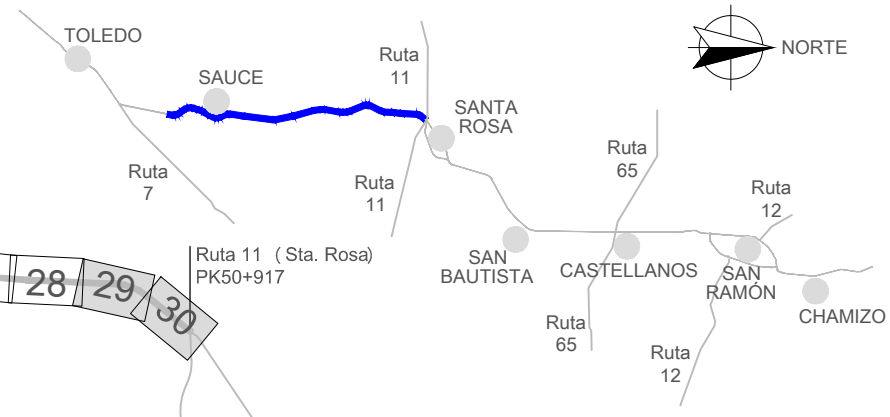 TOLEDO
SAUCE
Ruta
11
NORTE
SANTA
ROSA
Ruta
7
Ruta
11
Ruta
65
Ruta
12
SAN
BAUTISTA
CASTELLANOS
SAN
RAMÓN
CHAMIZO
Ruta
65
Ruta
12
Ruta 11 ( Sta. Rosa)
PK50+917
28
29
30